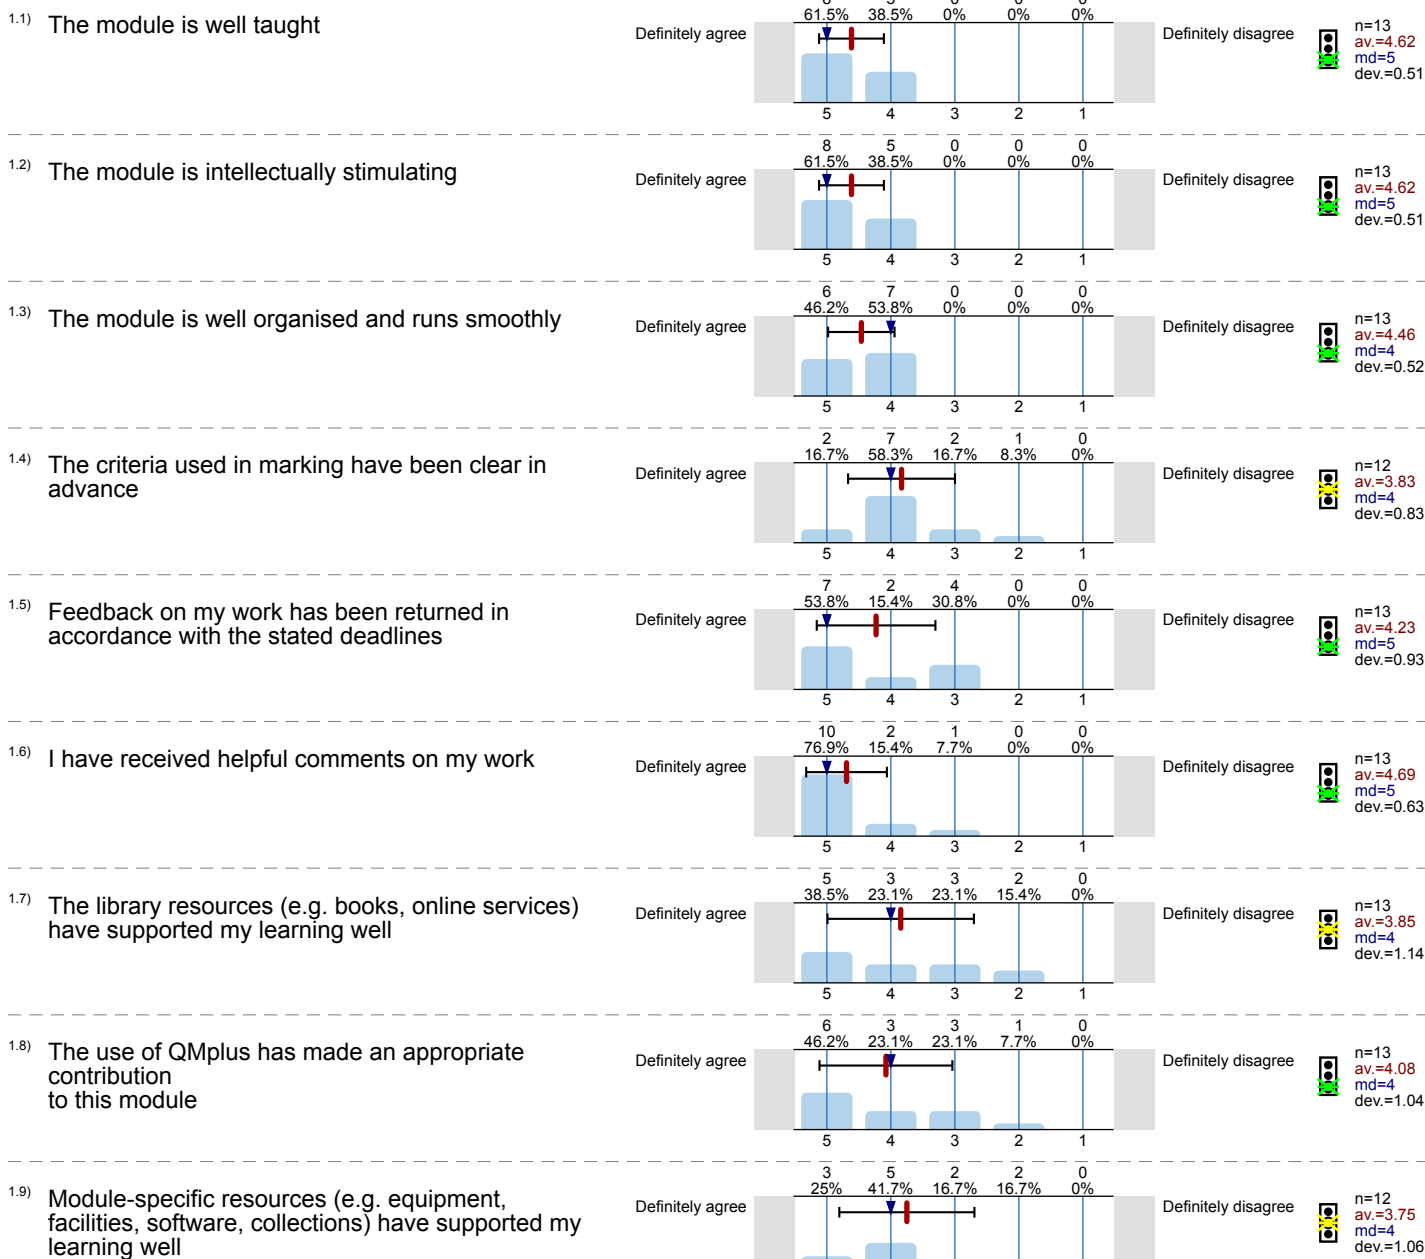 61.5% 38.5% 0% 0% 0%
1.1) The module is well taught
Definitely agree
Definitely disagree
n=13
av.=4.62
md=5
dev.=0.51
5 4 3 2 1
8 5 0 0 0
61.5% 38.5% 0% 0% 0%
1.2) The module is intellectually stimulating
Definitely agree
Definitely disagree
n=13
av.=4.62
md=5
dev.=0.51
5 4 3 2 1
6 7 0 0 0
46.2% 53.8% 0% 0% 0%
1.3) The module is well organised and runs smoothly
Definitely agree
Definitely disagree
n=13
av.=4.46
md=4
dev.=0.52
5 4 3 2 1
2 7 2 1 0
16.7% 58.3% 16.7% 8.3% 0%
1.4) The criteria used in marking have been clear in
advance
Definitely agree
Definitely disagree
n=12
av.=3.83
md=4
dev.=0.83
5 4 3 2 1
7 2 4 0 0
53.8% 15.4% 30.8% 0% 0%
1.5) Feedback on my work has been returned in
accordance with the stated deadlines
Definitely agree
Definitely disagree
n=13
av.=4.23
md=5
dev.=0.93
5 4 3 2 1
10 2 1 0 0
76.9% 15.4% 7.7% 0% 0%
1.6) I have received helpful comments on my work
Definitely agree
Definitely disagree
n=13
av.=4.69
md=5
dev.=0.63
5 4 3 2 1
5 3 3 2 0
38.5% 23.1% 23.1% 15.4% 0%
1.7) The library resources (e.g. books, online services)
have supported my learning well
Definitely agree
Definitely disagree
n=13
av.=3.85
md=4
dev.=1.14
5 4 3 2 1
6 3 3 1 0
46.2% 23.1% 23.1% 7.7% 0%
1.8) The use of QMplus has made an appropriate
contribution
to this module
Definitely agree
Definitely disagree
n=13
av.=4.08
md=4
dev.=1.04
5 4 3 2 1
3 5 2 2 0
25% 41.7% 16.7% 16.7% 0%
1.9) Module-specific resources (e.g. equipment,
facilities, software, collections) have supported my
learning well
Definitely agree
Definitely disagree
n=12
av.=3.75
md=4
dev.=1.06